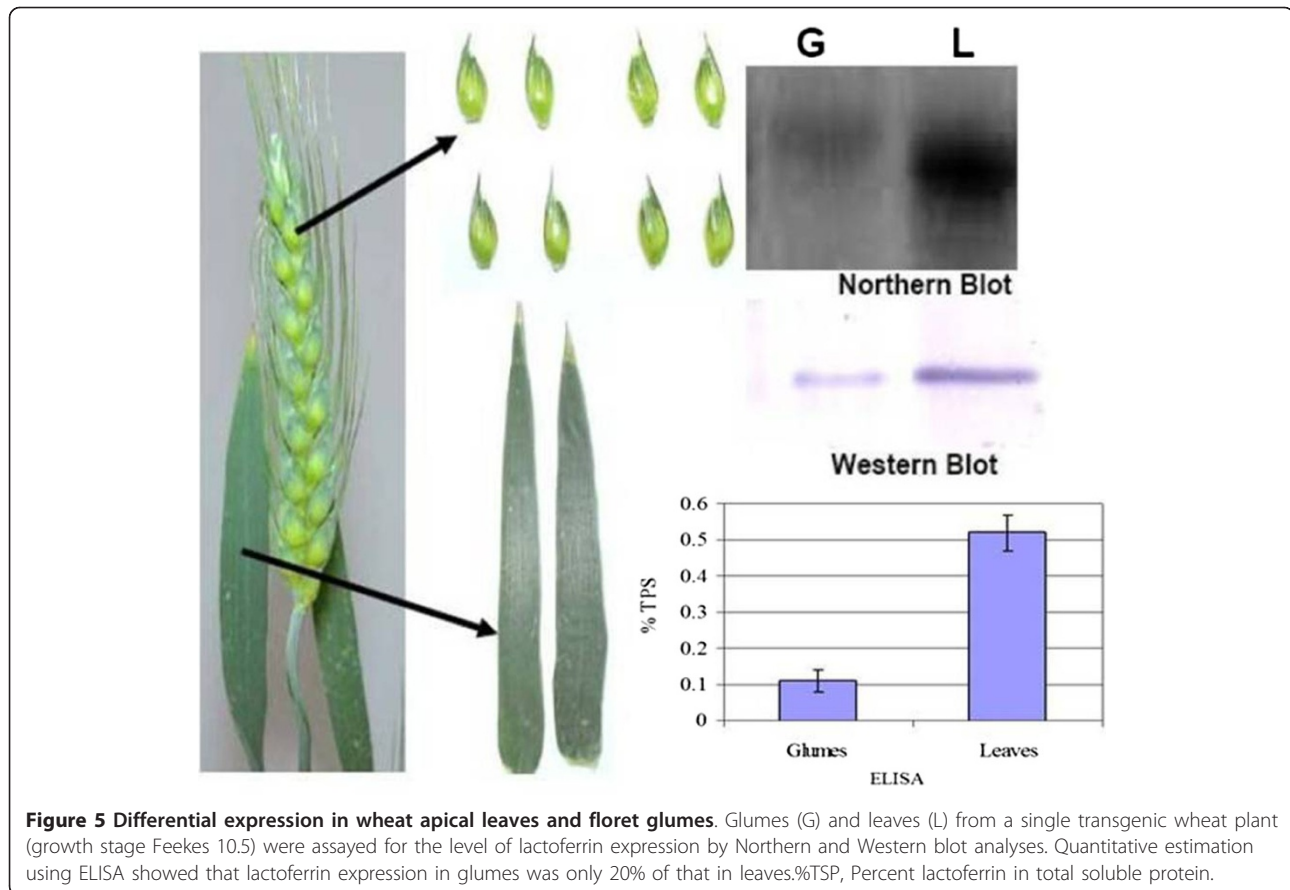 G L
Northern Blot
Western Blot
0.6
0.5
0.4
0.3
0.2
0.1
0
% TPS
Glumes Leaves
ELISA
Figure 5 Differential expression in wheat apical leaves and floret glumes. Glumes (G) and leaves (L) from a single transgenic wheat plant
(growth stage Feekes 10.5) were assayed for the level of lactoferrin expression by Northern and Western blot analyses. Quantitative estimation
using ELISA showed that lactoferrin expression in glumes was only 20% of that in leaves.%TSP, Percent lactoferrin in total soluble protein.